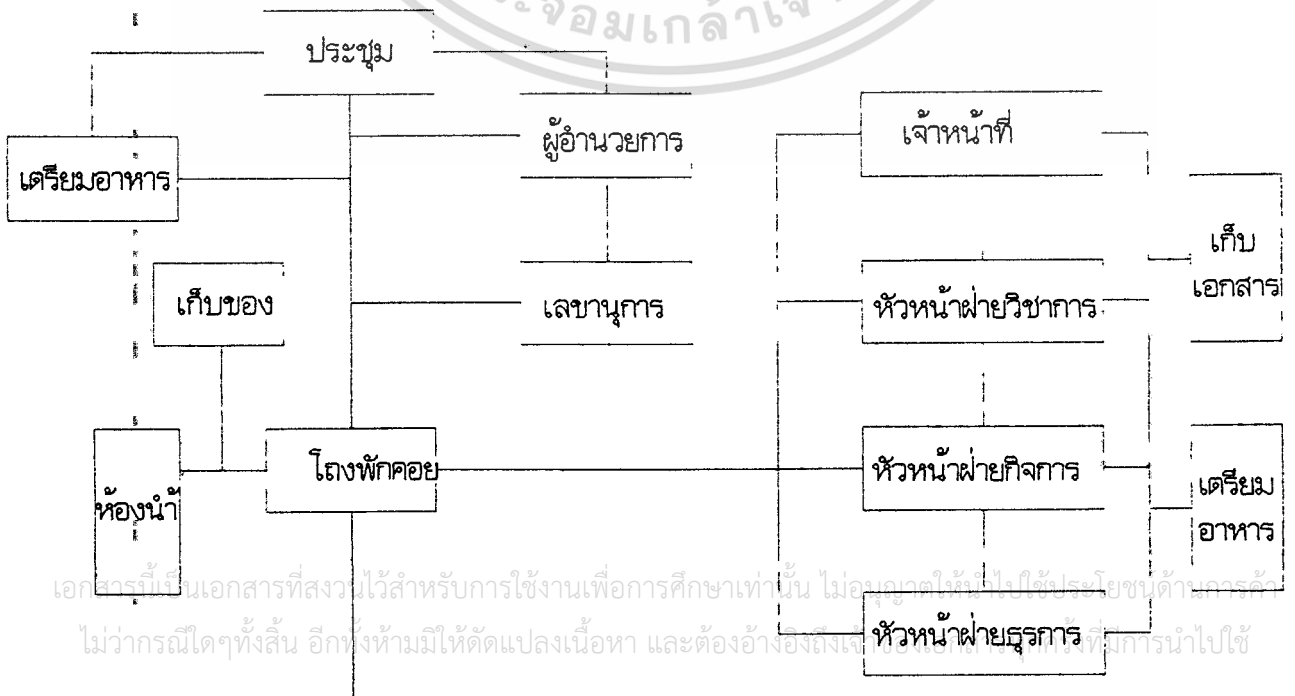 ระจอมเกล้าเจ้า
ประชุม
ผู้อำนวยการ
เจ้าหน้าที่
เตรียมอาหาร
เก็บ
เอกสาร
เก็บของ
เลขานุการ
หัวหน้าฝ่ายวิชาการ
โถงพักคอย
หัวหน้าฝ่ายกิจการ
เตรียม
อาหาร
ห้องน้ำ
เอกสารนี้เป็นเอกสารที่สงวนไว้สำหรับการใช้งานเพื่อการศึกษาเท่านั้น ไม่อนุญาตให้นำไปใช้ประโยชน์ด้านการค้า
หัวหน้าฝ่ายธุรการ
ไม่ว่ากรณีใดๆทั้งสิ้น อีกทั้งห้ามมิให้ดัดแปลงเนื้อหา และต้องอ้างอิงถึงเจ้าของเอกสารทุกครั้งที่มีการนำไปใช้